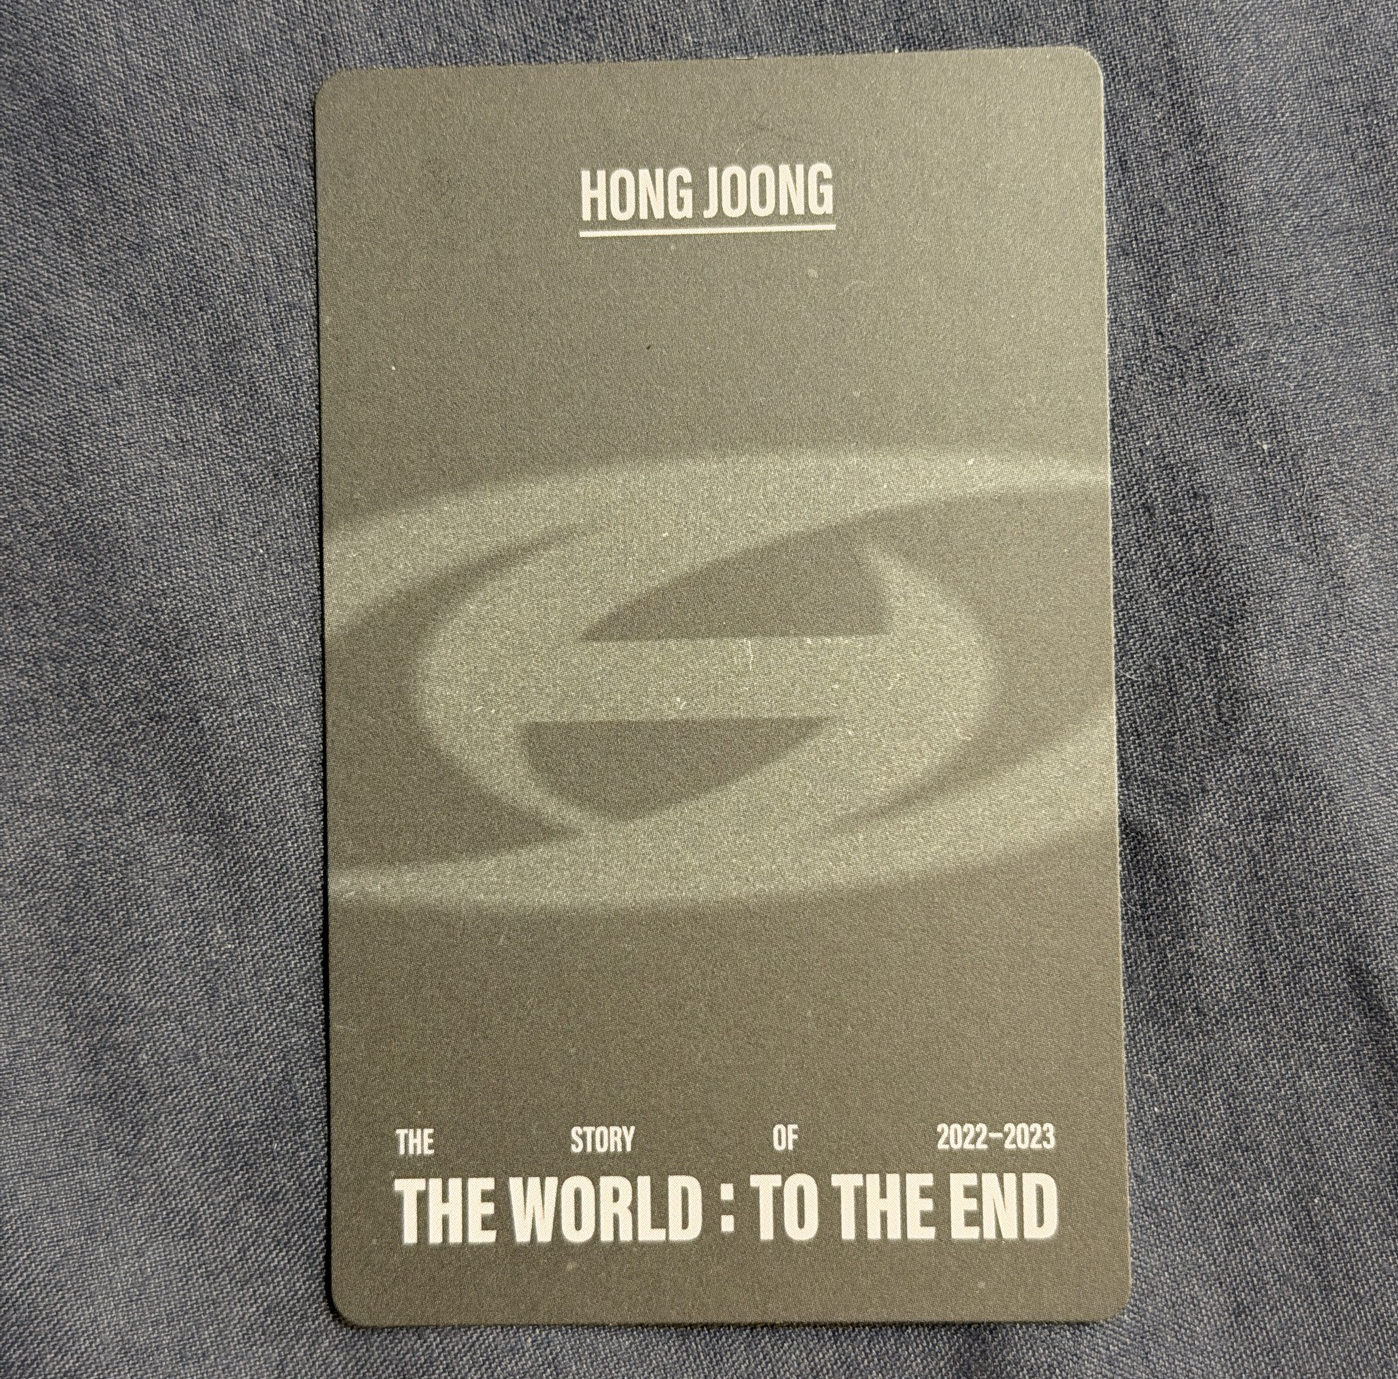 HONG JOONG
THE STORY OF 2022-2023
THE WORLD : TO THE END